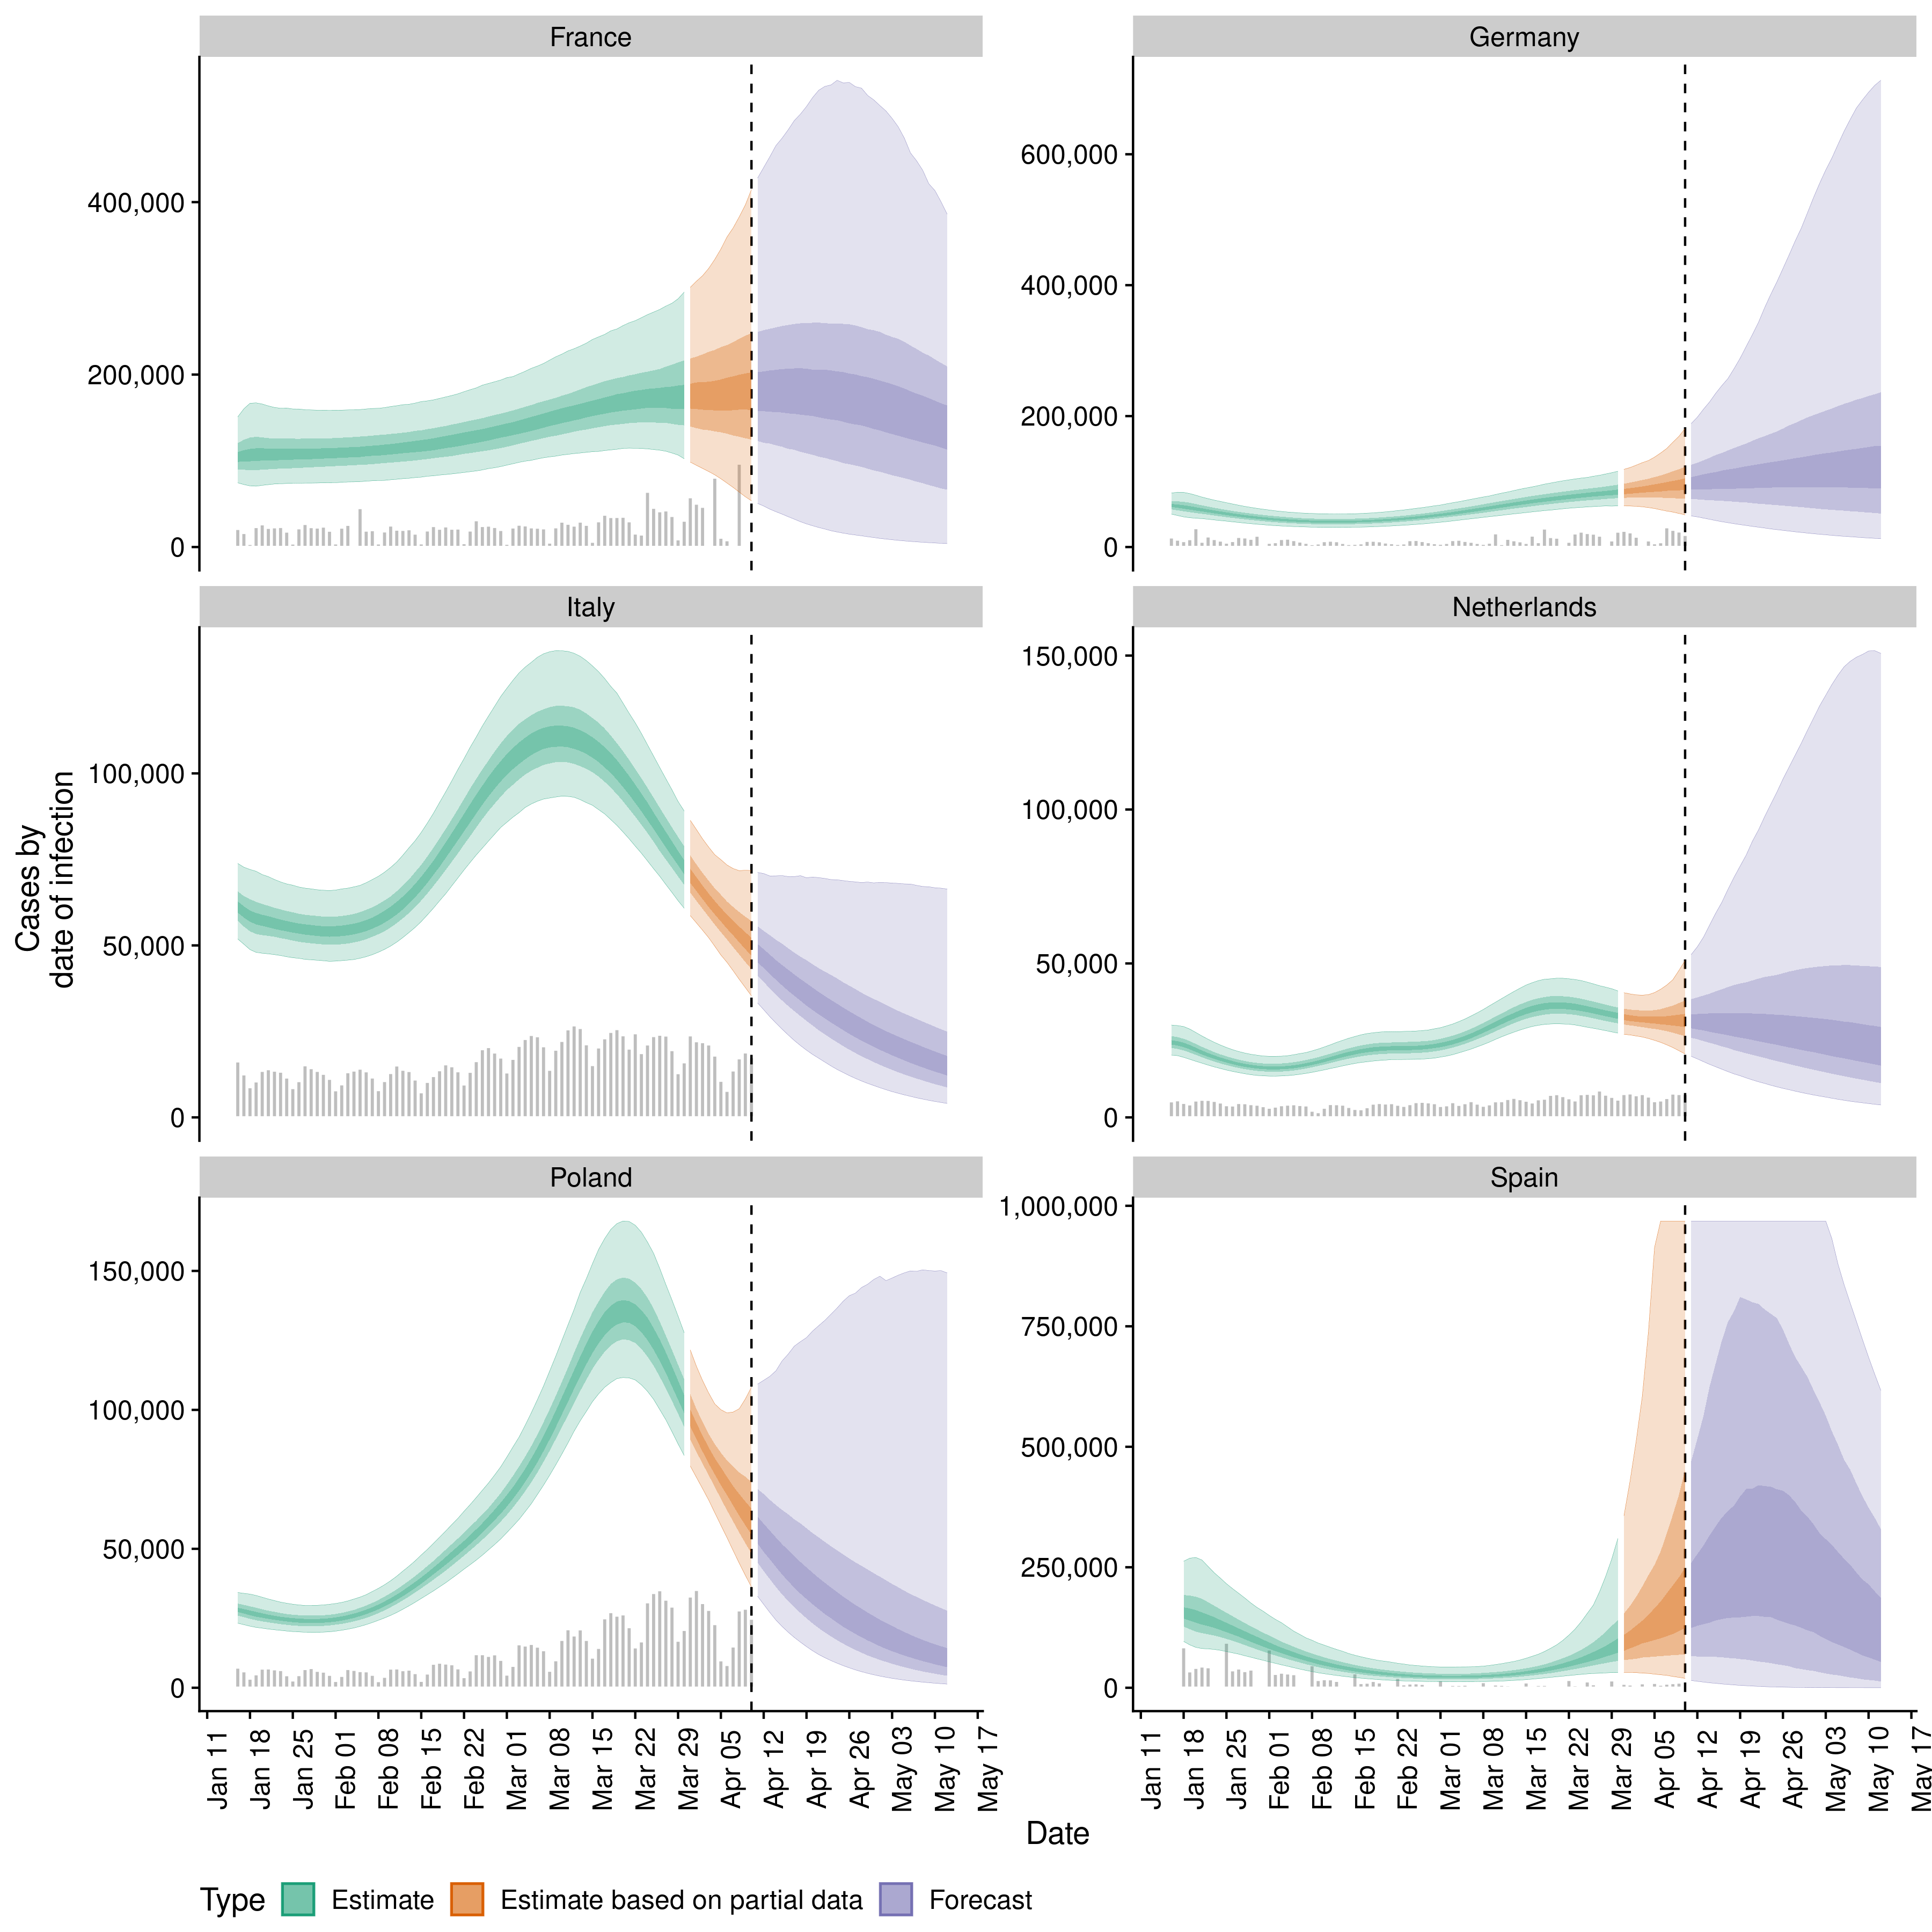 France
Germany
400,000
200,000
0
600,000
400,000
200,000
0
Italy
Netherlands
100,000
50,000
0
150,000
100,000
50,000
0
Cases by
date of infection
Poland
Spain
150,000
100,000
50,000
0
1,000,000
750,000
500,000
250,000
0
Jan 11
Jan 18
Jan 25
Feb 01
Feb 08
Feb 15
Feb 22
Mar 01
Mar 08
Mar 15
Mar 22
Mar 29
Apr 05
Apr 12
Apr 19
Apr 26
May 03
May 10
May 17
Jan 11
Jan 18
Jan 25
Feb 01
Feb 08
Feb 15
Feb 22
Mar 01
Mar 08
Mar 15
Mar 22
Mar 29
Apr 05
Apr 12
Apr 19
Apr 26
May 03
May 10
May 17
Date
Type Estimate Estimate based on partial data Forecast